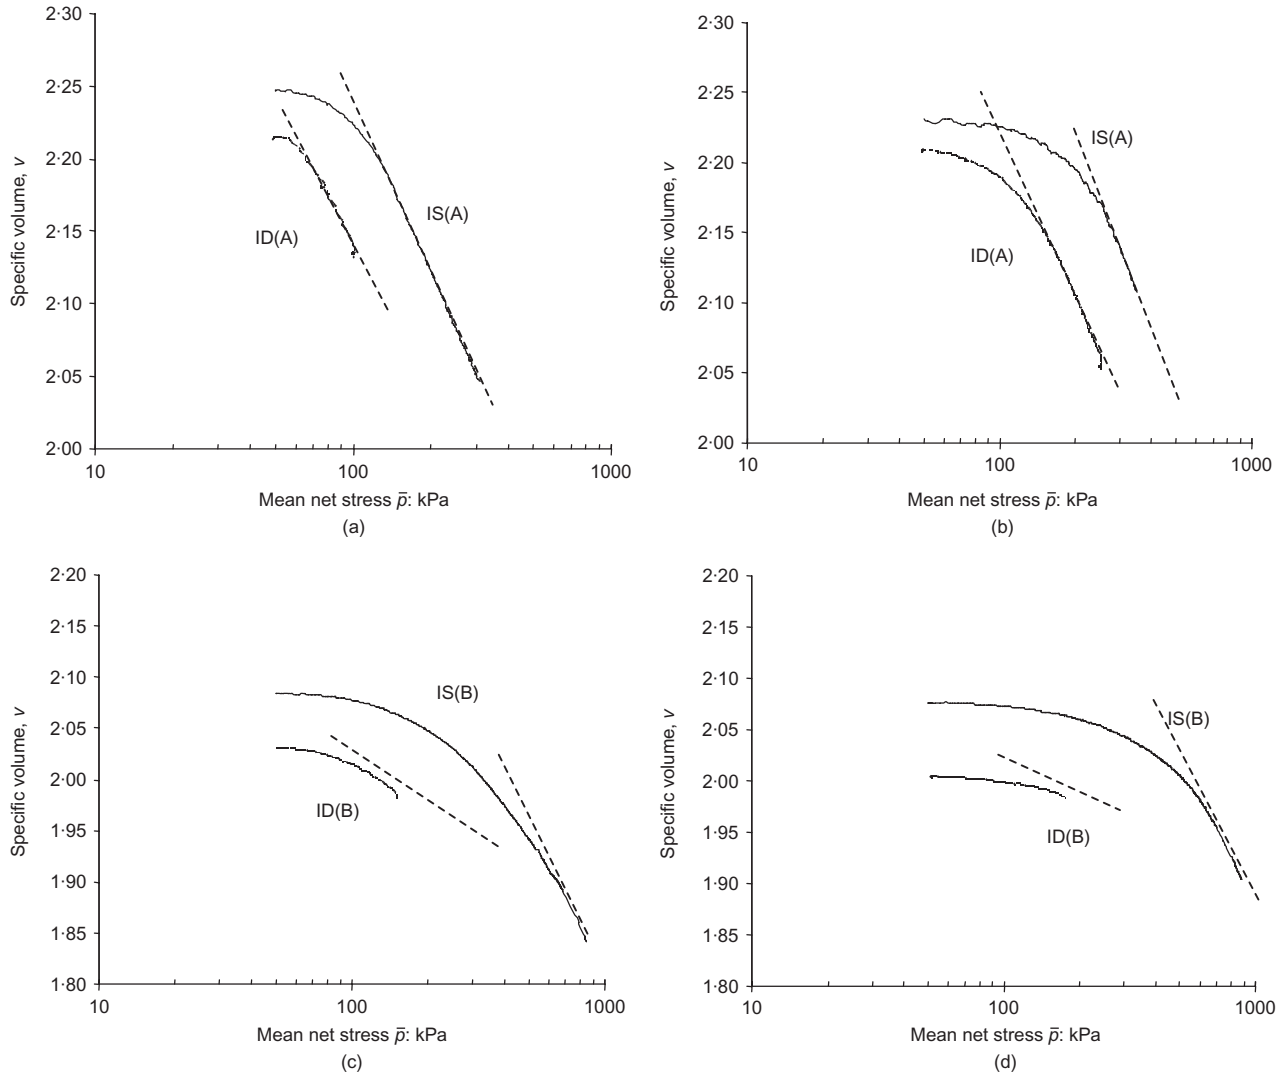 2·30
2·25
2·20
2·15
2·10
2·05
2·00
Specific volume, v
IS(A)
ID(A)
10
100
1000
Mean net stress p̄: kPa
(a)
2·30
2·25
2·20
2·15
2·10
2·05
2·00
Specific volume, v
IS(A)
ID(A)
10
100
1000
Mean net stress p̄: kPa
(b)
2·20
2·15
2·10
2·05
2·00
1·95
1·90
1·85
1·80
Specific volume, v
IS(B)
ID(B)
10
100
1000
Mean net stress p̄: kPa
(c)
2·20
2·15
2·10
2·05
2·00
1·95
1·90
1·85
1·80
Specific volume, v
IS(B)
ID(B)
10
100
1000
Mean net stress p̄: kPa
(d)